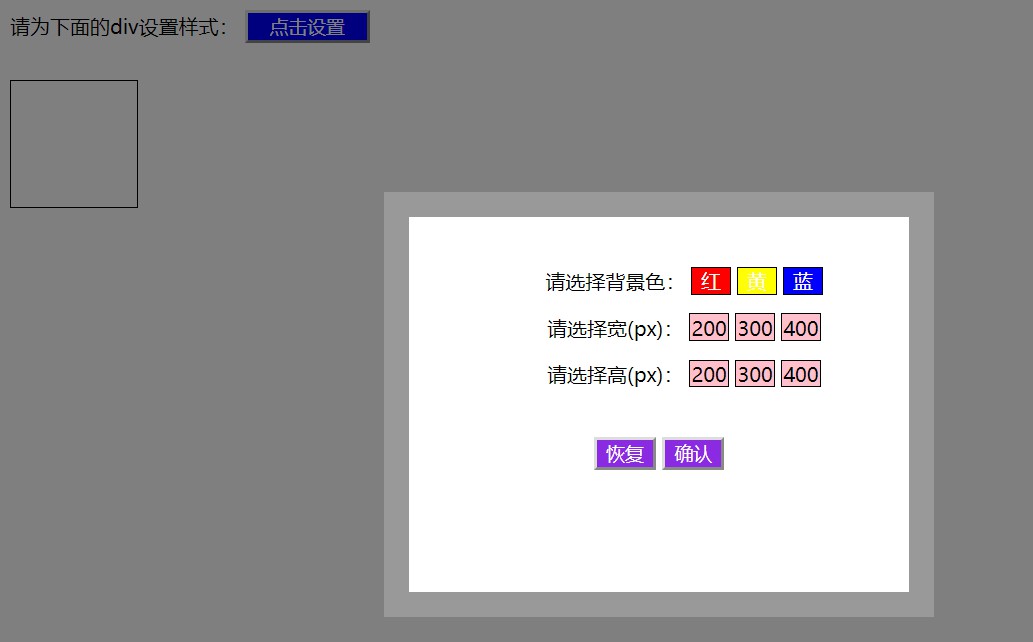 请为下面的div设置样式： 点击设置
请选择背景色： 红 黄 蓝
请选择宽(px)： 200 300 400
请选择高(px)： 200 300 400
恢复 确认